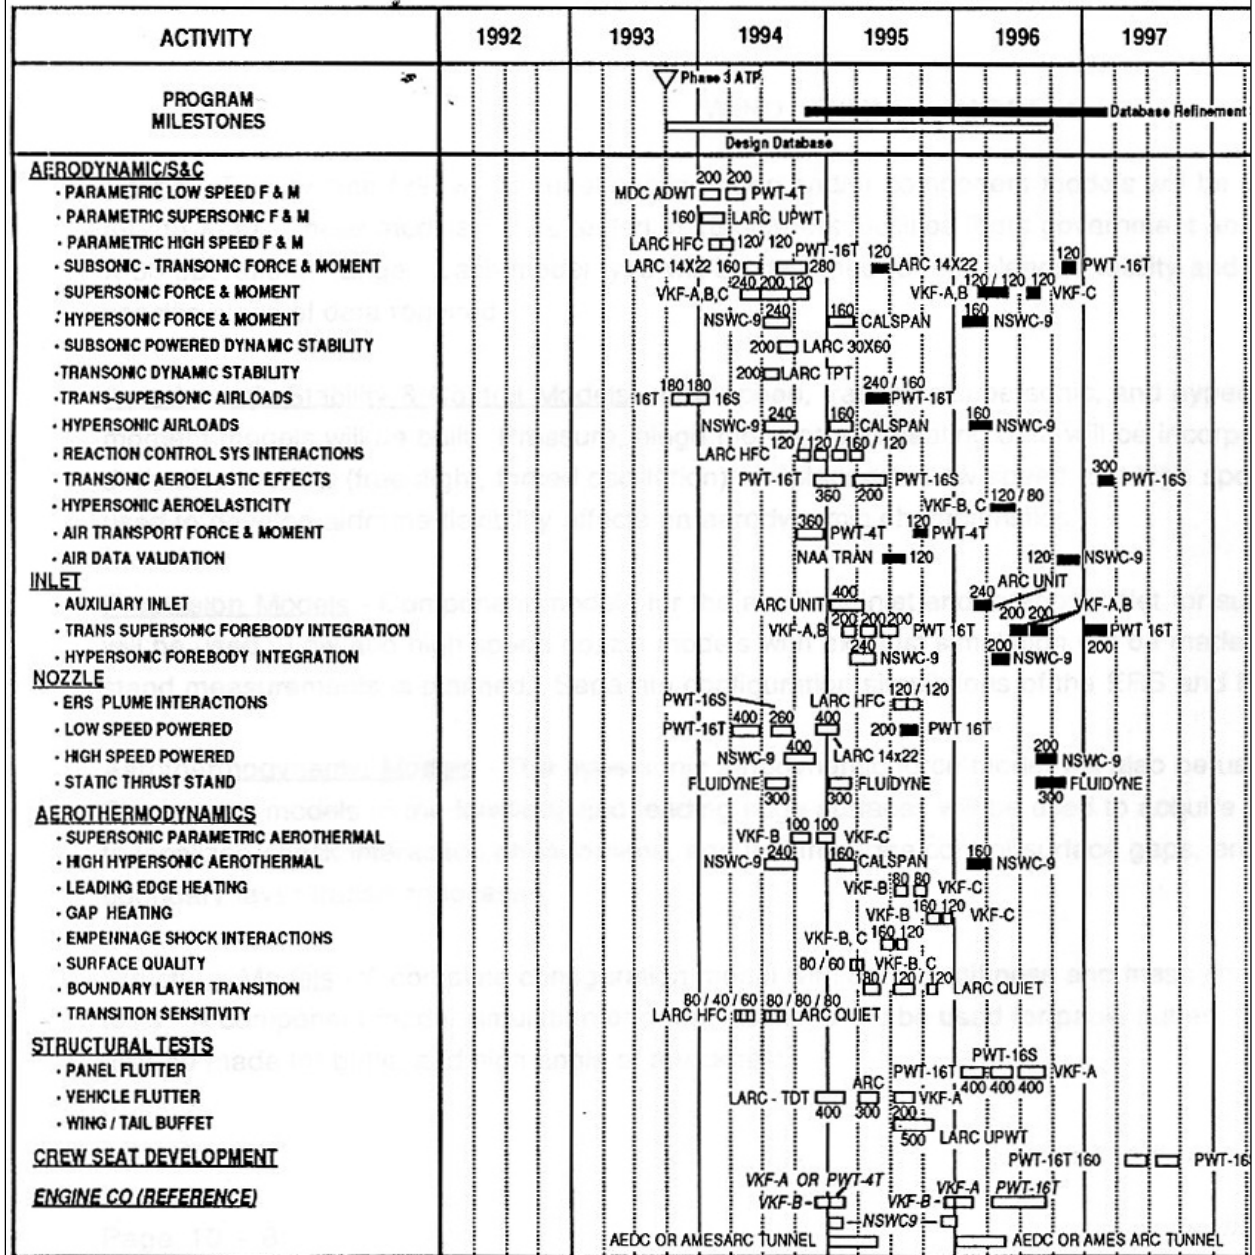 ACTIVITY 1992 1993 1994 1995 1996 1997
PROGRAM MILESTONES
Phase 3 ATP
Database Refinement
Design Database
AERODYNAMIC/S&C
200 200
• PARAMETRIC LOW SPEED F & M MDC ADWT PWT-4T
• PARAMETRIC SUPERSONIC F & M 160 LARC UPWT
• PARAMETRIC HIGH SPEED F & M LARC HFC 120/ 120
• SUBSONIC - TRANSONIC FORCE & MOMENT LARC 14X22 160 280 PWT-16T 120 LARC 14X22 120 PWT-16T
• SUPERSONIC FORCE & MOMENT VKF-A,B,C 240 200 120 VKF-A,B 120 / 120 120 VKF-C
• HYPERSONIC FORCE & MOMENT NSWC-9 240 160 CALSPAN 160 NSWC-9
• SUBSONIC POWERED DYNAMIC STABILITY 200 LARC 30X60
• TRANSONIC DYNAMIC STABILITY 200 LARC TPT
• TRANS-SUPERSONIC AIRLOADS 16T 180 180 16S 240 / 160 PWT-16T
• HYPERSONIC AIRLOADS NSWC-9 240 160 CALSPAN 160 NSWC-9
• REACTION CONTROL SYS INTERACTIONS LARC HFC 120 / 120 / 160 / 120
• TRANSONIC AEROELASTIC EFFECTS PWT-16T 360 200 PWT-16S 300 PWT-16S
• HYPERSONIC AEROELASTICITY VKF-B, C 120 / 80
• AIR TRANSPORT FORCE & MOMENT 360 PWT-4T 120 PWT-4T
• AIR DATA VALIDATION NAA TRAN 120 120 NSWC-9
INLET
• AUXILIARY INLET ARC UNIT 400 240 ARC UNIT
• TRANS SUPERSONIC FOREBODY INTEGRATION VKF-A,B 200 200 200 PWT 16T 200 200 VKF-A,B PWT 16T 200
• HYPERSONIC FOREBODY INTEGRATION 240 NSWC-9 200 NSWC-9
NOZZLE
• ERS PLUME INTERACTIONS PWT-16S LARC HFC 120 / 120
• LOW SPEED POWERED PWT-16T 400 260 400 LARC 14x22 200 PWT 16T
• HIGH SPEED POWERED NSWC-9 400 200 NSWC-9
• STATIC THRUST STAND FLUIDYNE 300 FLUIDYNE 300 FLUIDYNE 300
AEROTHERMODYNAMICS
• SUPERSONIC PARAMETRIC AEROTHERMAL VKF-B 100 100 VKF-C
• HIGH HYPERSONIC AEROTHERMAL NSWC-9 240 160 CALSPAN 160 NSWC-9
• LEADING EDGE HEATING VKF-B 80 80 VKF-C
• GAP HEATING VKF-B 160 120 VKF-C
• EMPENNAGE SHOCK INTERACTIONS VKF-B, C 160 120
• SURFACE QUALITY 80 / 60 VKF-B, C
• BOUNDARY LAYER TRANSITION 180 / 120 / 120 LARC QUIET
• TRANSITION SENSITIVITY LARC HFC 80 / 40 / 60 80 / 80 / 80 LARC QUIET
STRUCTURAL TESTS
• PANEL FLUTTER PWT-16T PWT-16S VKF-A 400 400 400
• VEHICLE FLUTTER LARC - TDT 400 ARC 300 VKF-A 200
• WING / TAIL BUFFET 500 LARC UPWT
CREW SEAT DEVELOPMENT PWT-16T 160 PWT-16
ENGINE CO (REFERENCE) VKF-A OR PWT-4T VKF-B VKF-B VKF-A PWT-16T
NSWC9
AEDC OR AMESARC TUNNEL AEDC OR AMES ARC TUNNEL